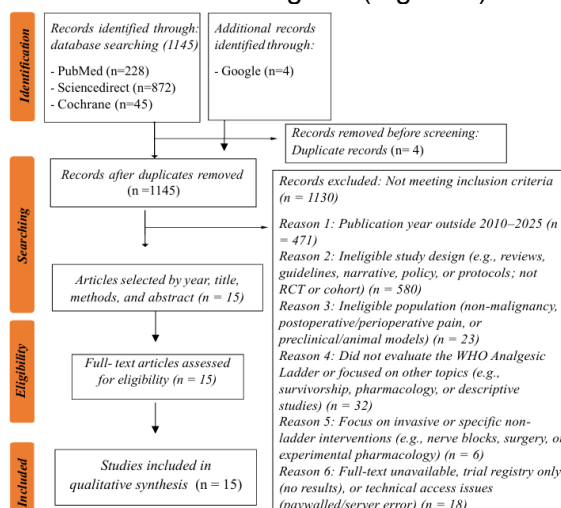 Identification
Records identified through:
database searching (1145)
- PubMed (n=228)
- Sciencedirect (n=872)
- Cochrane (n=45)
Additional records
identified through:
- Google (n=4)
Records removed before screening:
Duplicate records (n= 4)
Searching
Records after duplicates removed
(n =1145)
Records excluded: Not meeting inclusion criteria
(n = 1130)
Reason 1: Publication year outside 2010–2025 (n
= 471)
Reason 2: Ineligible study design (e.g., reviews,
guidelines, narrative, policy, or protocols; not
RCT or cohort) (n = 580)
Reason 3: Ineligible population (non-malignancy,
postoperative/perioperative pain, or
preclinical/animal models) (n = 23)
Reason 4: Did not evaluate the WHO Analgesic
Ladder or focused on other topics (e.g.,
survivorship, pharmacology, or descriptive
studies) (n = 32)
Reason 5: Focus on invasive or specific non-
ladder interventions (e.g., nerve blocks, surgery, or
experimental pharmacology) (n = 6)
Reason 6: Full-text unavailable, trial registry only
(no results), or technical access issues
(paywalled/server error) (n = 18)
Articles selected by year, title,
methods, and abstract (n = 15)
Eligibility
Full- text articles assessed
for eligibility (n = 15)
Included
Studies included in
qualitative synthesis (n = 15)